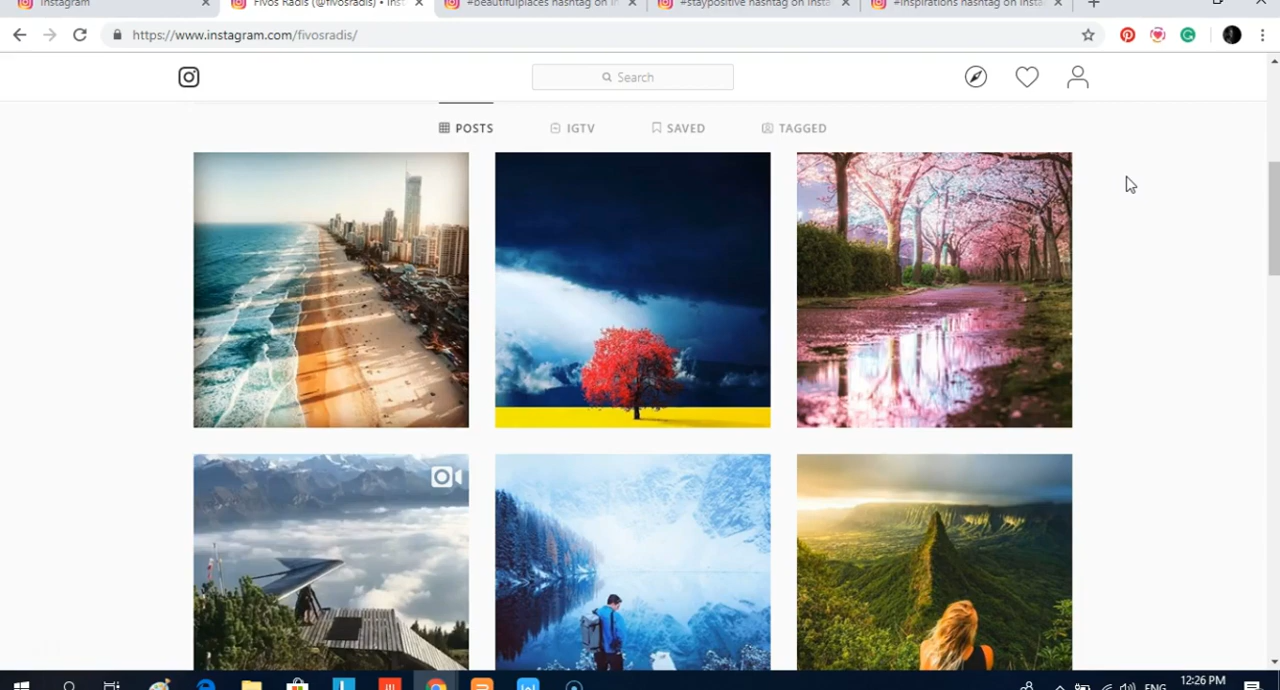 Instagram
Fivos Radis (@fivosradis) • Inst
#beautifulplaces hashtag on In
#staypositive hashtag on Insta
#inspirations hashtag on Insta
https://www.instagram.com/fivosradis/
Search
POSTS
IGTV
SAVED
TAGGED
ENG
12:26 PM